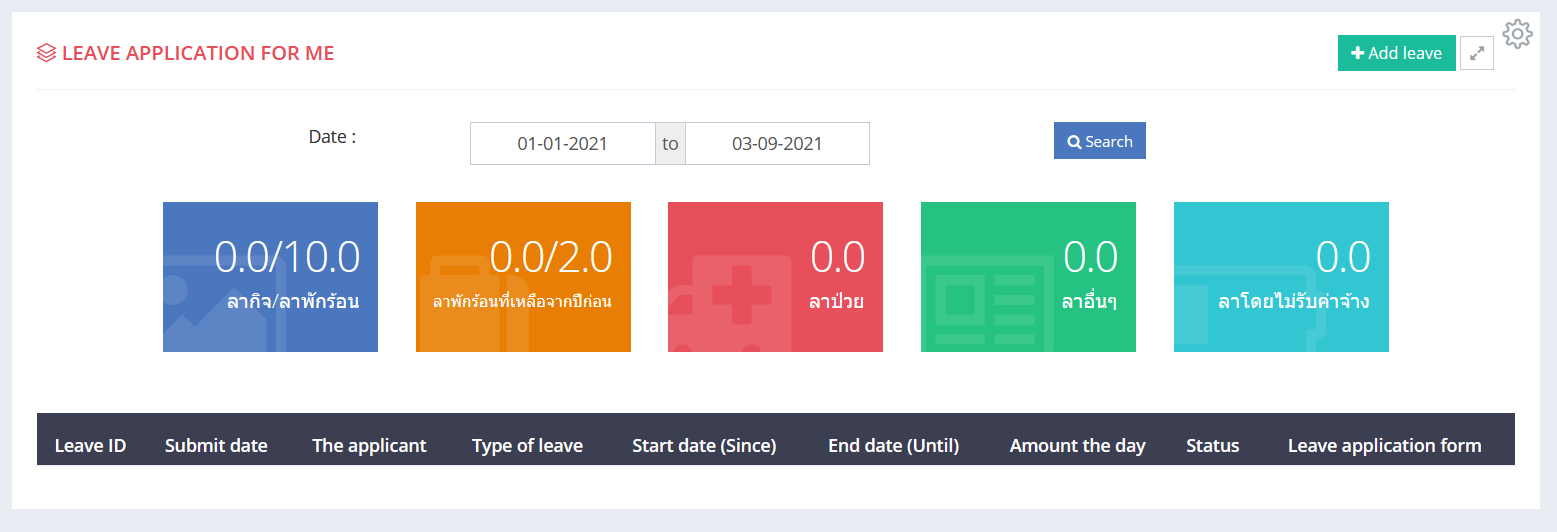 LEAVE APPLICATION FOR ME
Add leave
Date :
01-01-2021 to 03-09-2021
Search
0.0/10.0
ลากิจ/ลาพักร้อน
0.0/2.0
ลาพักร้อนที่เหลือจากปีก่อน
0.0
ลาป่วย
0.0
ลาอื่นๆ
0.0
ลาโดยไม่รับค่าจ้าง
Leave ID Submit date The applicant Type of leave Start date (Since) End date (Until) Amount the day Status Leave application form